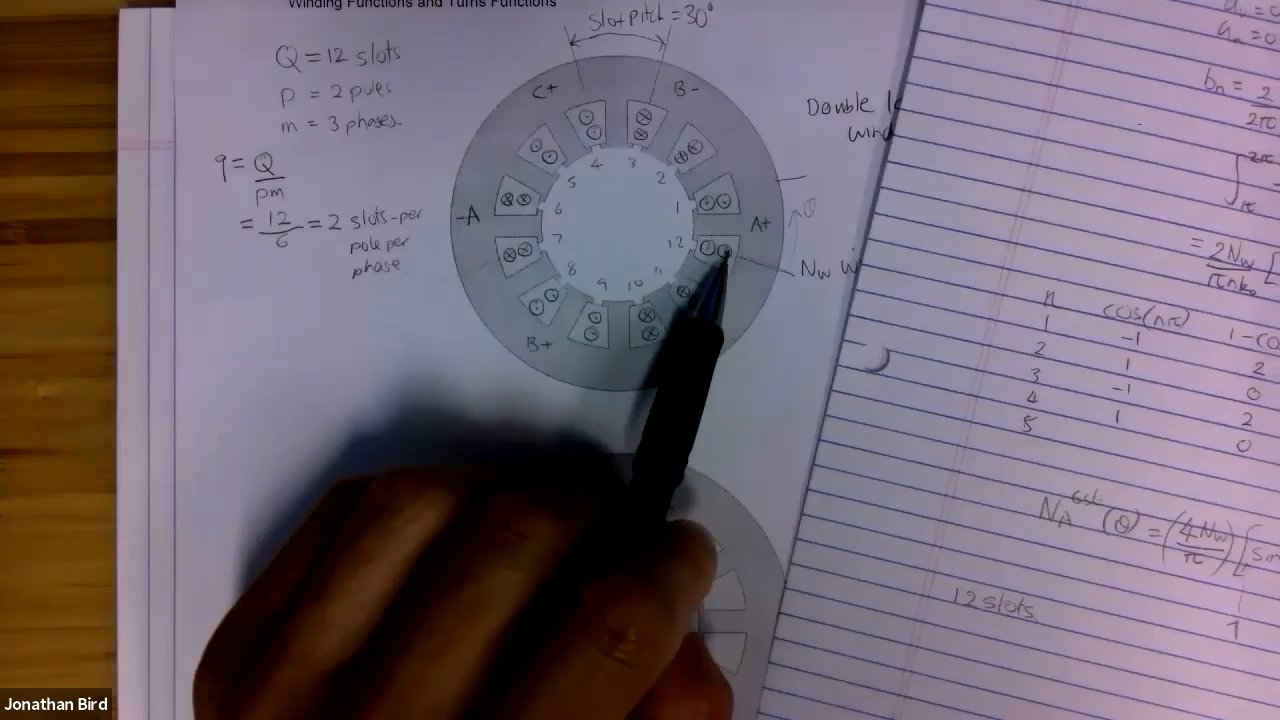 Winding Functions and Turns Functions
Q = 12 slots
p = 2 poles
m = 3 phases
q = Q
pm
= 12 = 2 slots-per
6
pole per
phase
slot pitch = 30°
C+
B-
-A
A+
B+
4
3
5
2
6
1
7
12
8
11
9
10
θ
Double
wind
Nw
bn = 2
2π
2π
∫
π
= 2Nw
πnk
n cos(nπ)
1 -1 2
2 1 0
3 -1 2
4 1 0
5
NA (θ) = (4Nw) [sin
π
12 slots
1
Jonathan Bird